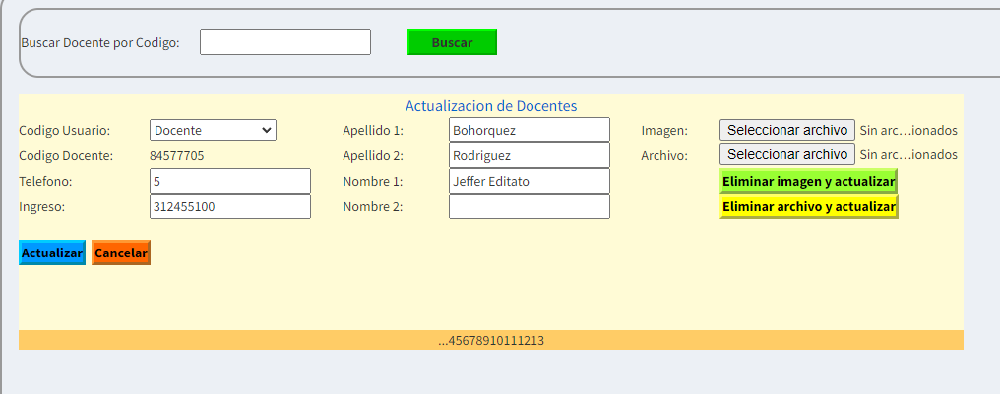 Buscar Docente por Codigo: Buscar
Actualizacion de Docentes
Codigo Usuario: Docente Apellido 1: Bohorquez Imagen: Seleccionar archivo Sin arc...ionados
Codigo Docente: 84577705 Apellido 2: Rodriguez Archivo: Seleccionar archivo Sin arc...ionados
Telefono: 5 Nombre 1: Jeffer Editato Eliminar imagen y actualizar
Ingreso: 312455100 Nombre 2: Eliminar archivo y actualizar
Actualizar Cancelar
...45678910111213